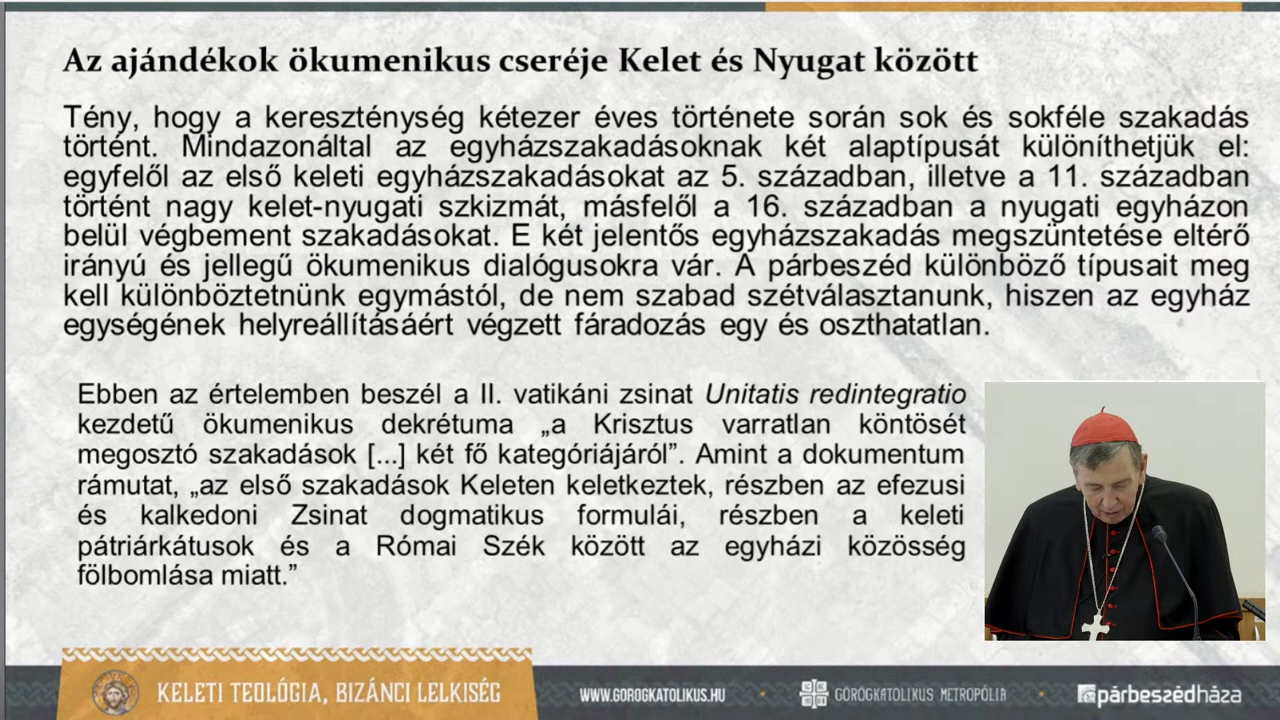 Az ajándékok ökumenikus cseréje Kelet és Nyugat között
Tény, hogy a kereszténység kétezer éves története során sok és sokféle szakadás
történt. Mindazonáltal az egyházszakadásoknak két alaptípusát különíthetjük el:
egyfelől az első keleti egyházszakadásokat az 5. században, illetve a 11. században
történt nagy kelet-nyugati szkizmát, másfelől a 16. században a nyugati egyházon
belül végbement szakadásokat. E két jelentős egyházszakadás megszüntetése eltérő
irányú és jellegű ökumenikus dialógusokra vár. A párbeszéd különböző típusait meg
kell különböztetnünk egymástól, de nem szabad szétválasztanunk, hiszen az egyház
egységének helyreállításáért végzett fáradozás egy és oszthatatlan.
Ebben az értelemben beszél a II. vatikáni zsinat Unitatis redintegratio
kezdetű ökumenikus dekrétuma „a Krisztus varratlan köntösét
megosztó szakadások [...] két fő kategóriájáról”. Amint a dokumentum
rámutat, „az első szakadások Keleten keletkeztek, részben az efezusi
és kalkedoni Zsinat dogmatikus formulái, részben a keleti
pátriárkátusok és a Római Szék között az egyházi közösség
fölbomlása miatt.”
KELETI TEOLÓGIA, BIZÁNCI LELKISÉG
WWW.GOROGKATOLIKUS.HU
GÖRÖGKATOLIKUS METROPÓLIA
párbeszédháza